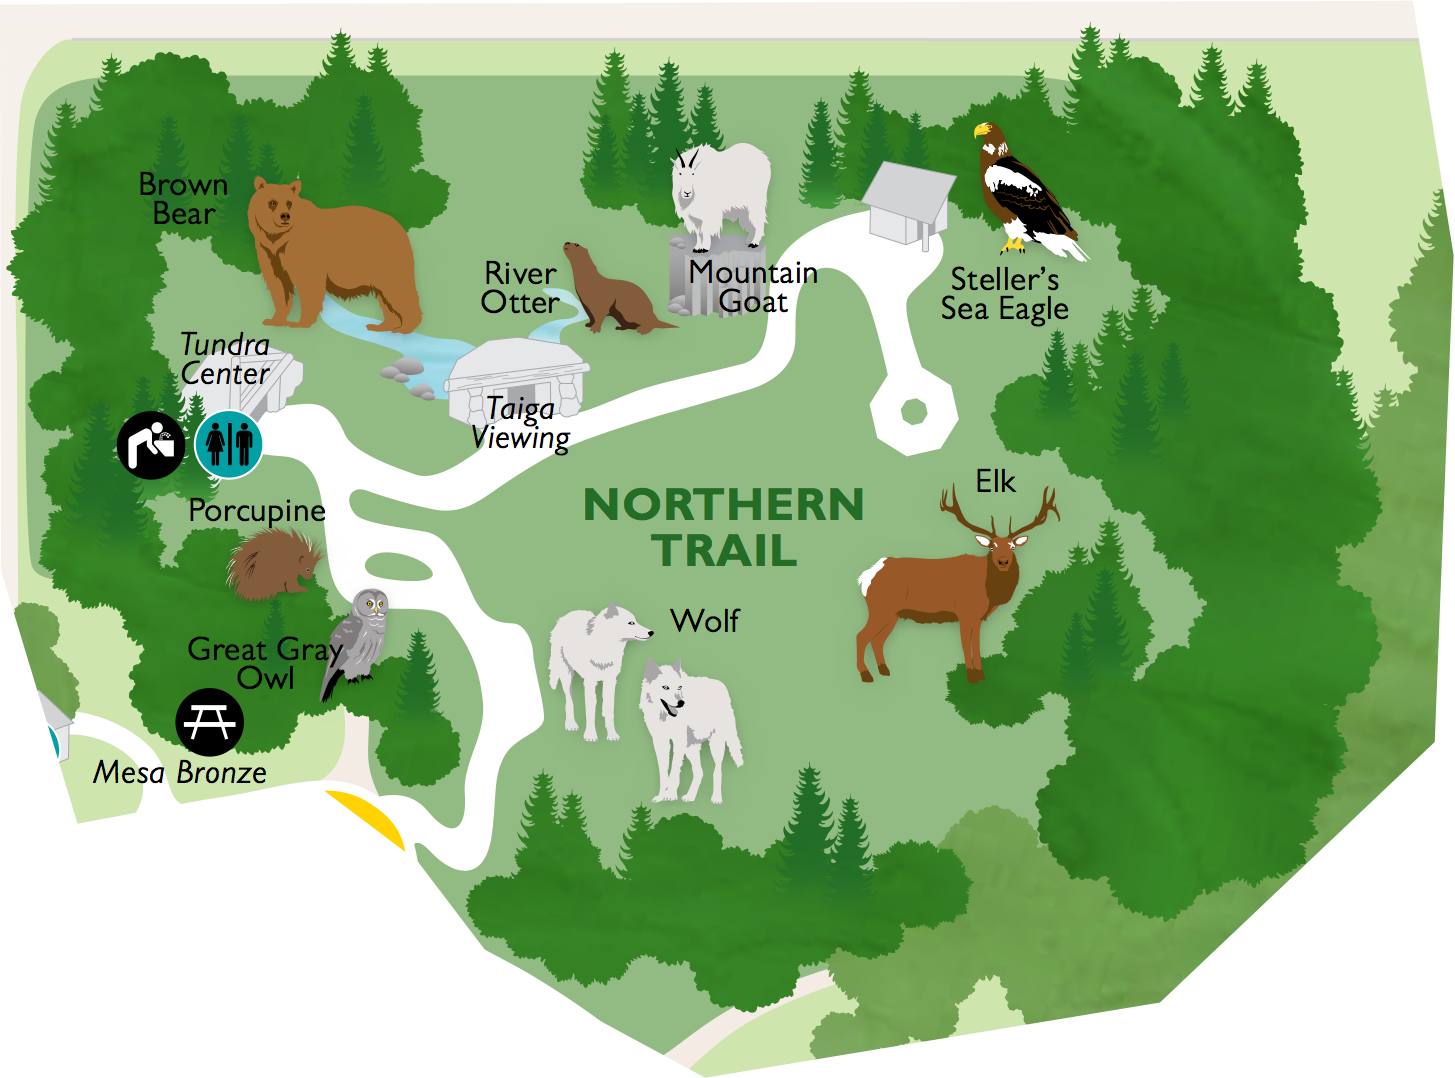 Brown
Bear
River
Otter
Mountain
Goat
Steller's
Sea Eagle
Tundra
Center
Taiga
Viewing
Porcupine
NORTHERN
TRAIL
Elk
Wolf
Great Gray
Owl
Mesa Bronze